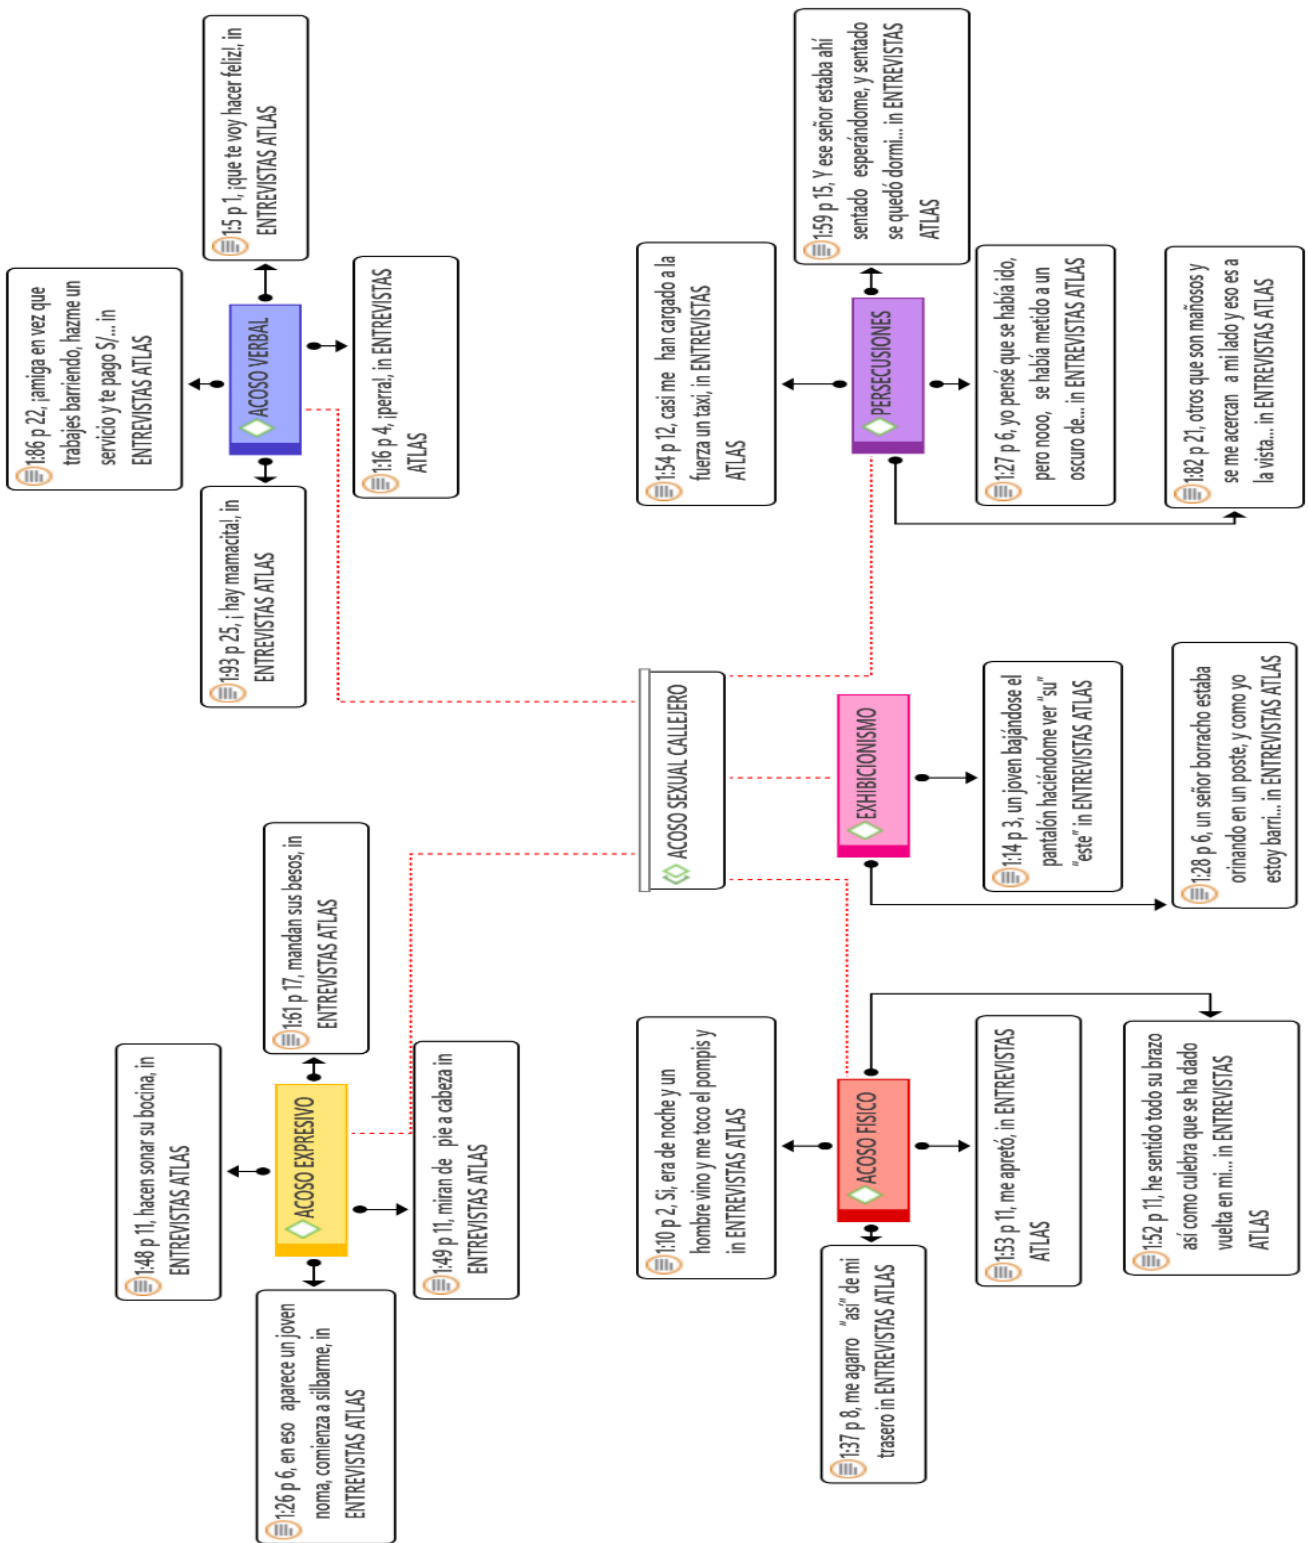 1:48 p 11, hacen sonar su bocina, in
ENTREVISTAS ATLAS
1:26 p 6, en eso aparece un joven
noma, comienza a silbarme, in
ENTREVISTAS ATLAS
ACOSO EXPRESIVO
1:61 p 17, mandan sus besos, in
ENTREVISTAS ATLAS
1:49 p 11, miran de pie a cabeza in
ENTREVISTAS ATLAS
1:86 p 22, ¡amiga en vez que
trabajes barriendo, hazme un
servicio y te pago S/... in
ENTREVISTAS ATLAS
1:93 p 25, ¡ hay mamacita!, in
ENTREVISTAS ATLAS
ACOSO VERBAL
1:5 p 1, ¡que te voy hacer feliz!, in
ENTREVISTAS ATLAS
1:16 p 4, ¡perra!, in ENTREVISTAS
ATLAS
ACOSO SEXUAL CALLEJERO
1:10 p 2, Si, era de noche y un
hombre vino y me toco el pompis y
in ENTREVISTAS ATLAS
1:37 p 8, me agarro "así" de mi
trasero in ENTREVISTAS ATLAS
ACOSO FISICO
1:53 p 11, me apretó, in ENTREVISTAS
ATLAS
1:52 p 11, he sentido todo su brazo
así como culebra que se ha dado
vuelta en mi... in ENTREVISTAS
ATLAS
EXHIBICIONISMO
1:14 p 3, un joven bajándose el
pantalón haciéndome ver "su"
"este" in ENTREVISTAS ATLAS
1:28 p 6, un señor borracho estaba
orinando en un poste, y como yo
estoy barri... in ENTREVISTAS ATLAS
1:54 p 12, casi me han cargado a la
fuerza un taxi, in ENTREVISTAS
ATLAS
PERSECUSIONES
1:59 p 15, Y ese señor estaba ahí
sentado esperándome, y sentado
se quedó dormi... in ENTREVISTAS
ATLAS
1:27 p 6, yo pensé que se había ido,
pero nooo, se había metido a un
oscuro de... in ENTREVISTAS ATLAS
1:82 p 21, otros que son mañosos y
se me acercan a mi lado y eso es a
la vista... in ENTREVISTAS ATLAS